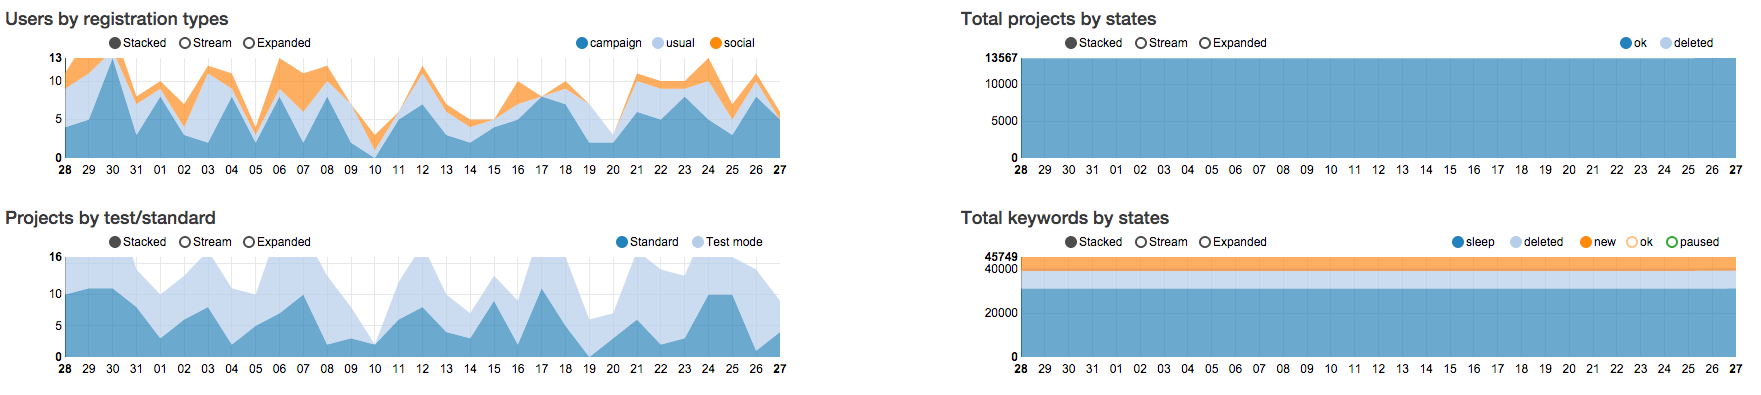 Users by registration types
Stacked Stream Expanded campaign usual social
13
10
5
0
28 29 30 31 01 02 03 04 05 06 07 08 09 10 11 12 13 14 15 16 17 18 19 20 21 22 23 24 25 26 27
Total projects by states
Stacked Stream Expanded ok deleted
13567
10000
5000
0
28 29 30 31 01 02 03 04 05 06 07 08 09 10 11 12 13 14 15 16 17 18 19 20 21 22 23 24 25 26 27
Projects by test/standard
Stacked Stream Expanded Standard Test mode
16
10
5
0
28 29 30 31 01 02 03 04 05 06 07 08 09 10 11 12 13 14 15 16 17 18 19 20 21 22 23 24 25 26 27
Total keywords by states
Stacked Stream Expanded sleep deleted new ok paused
45749
40000
20000
0
28 29 30 31 01 02 03 04 05 06 07 08 09 10 11 12 13 14 15 16 17 18 19 20 21 22 23 24 25 26 27